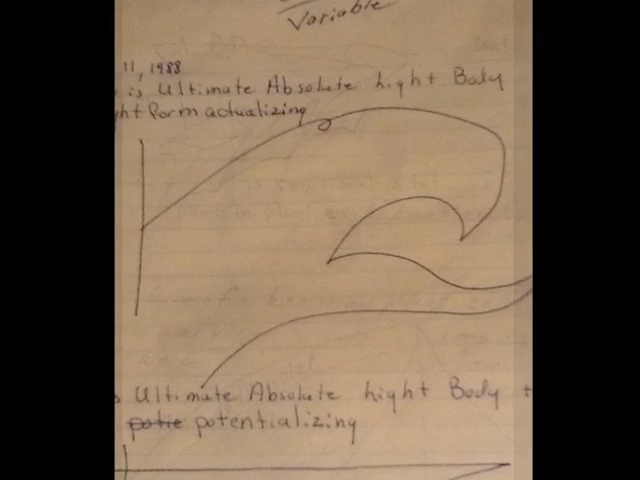 Variable
11, 1988
is Ultimate Absolute Light Body
ght Form actualizing
s Ultimate Absolute Light Body +
potie potentializing